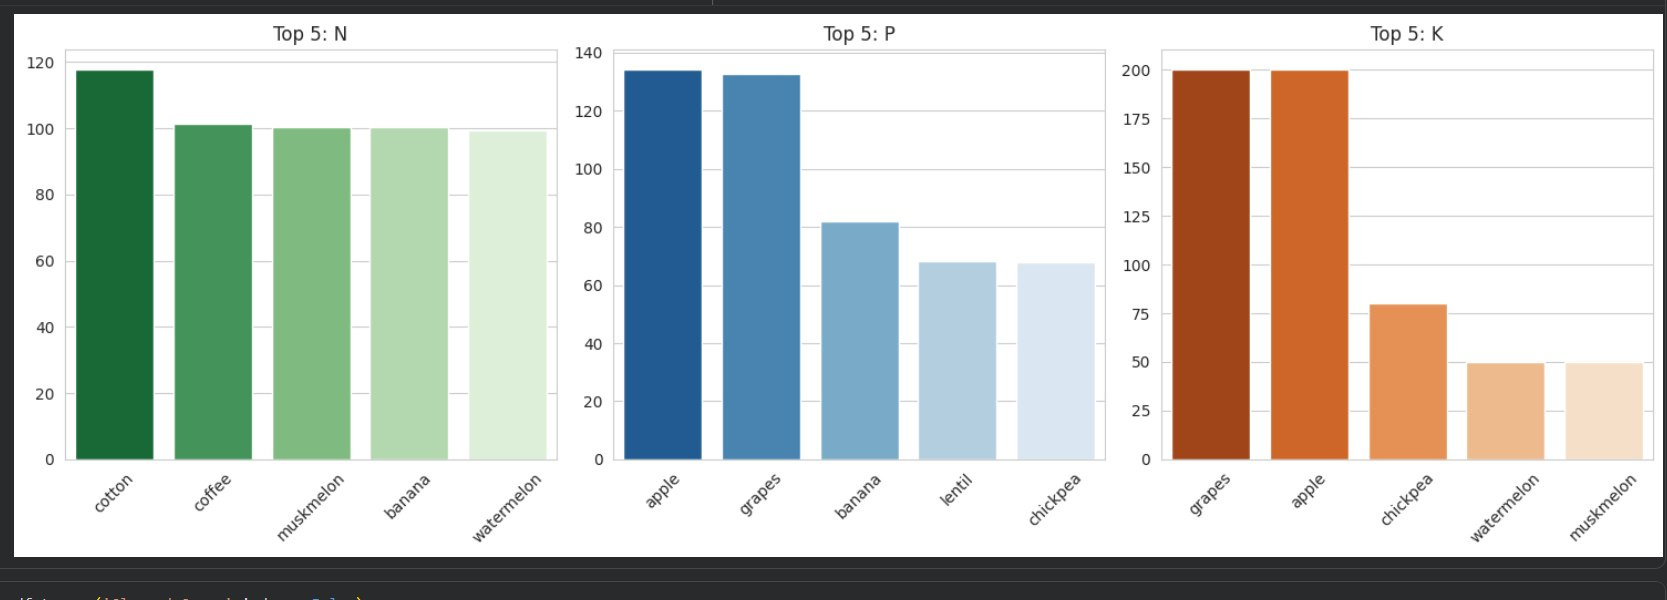 Top 5: N
120
100
80
60
40
20
0
cotton
coffee
muskmelon
banana
watermelon
Top 5: P
140
120
100
80
60
40
20
0
apple
grapes
banana
lentil
chickpea
Top 5: K
200
175
150
125
100
75
50
25
0
grapes
apple
chickpea
watermelon
muskmelon